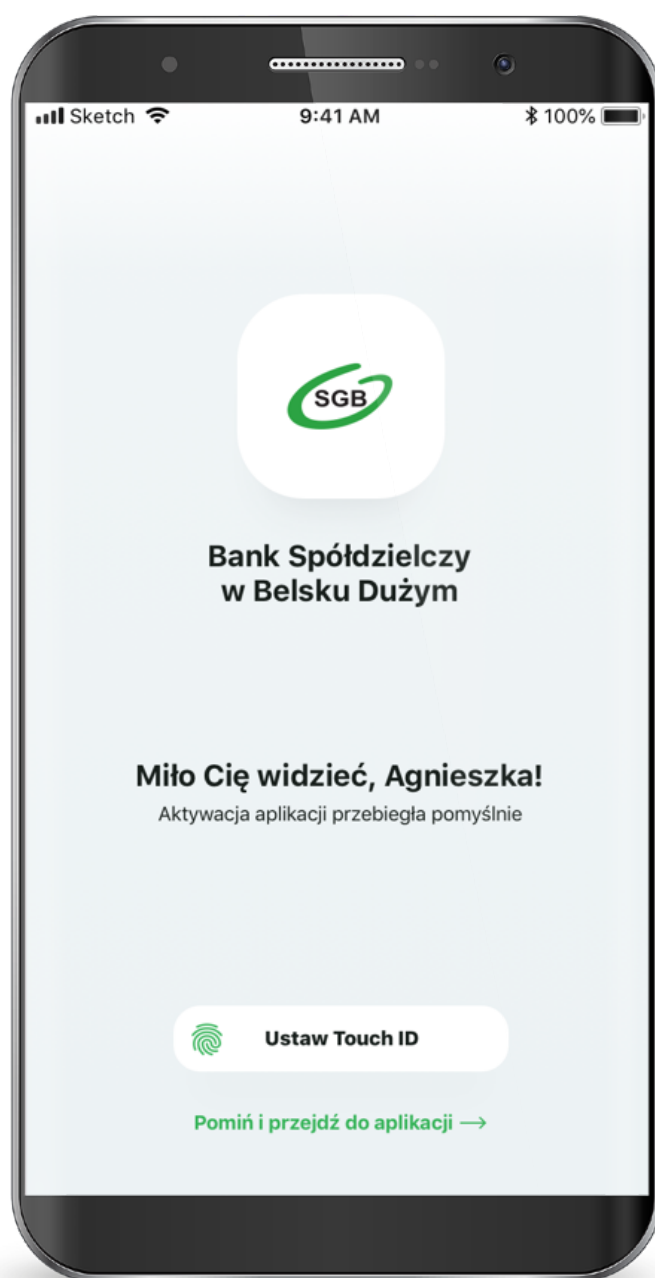 Sketch 9:41 AM 100%
SGB
Bank Spółdzielczy
w Belsku Dużym
Miło Cię widzieć, Agnieszka!
Aktywacja aplikacji przebiegła pomyślnie
Ustaw Touch ID
Pomiń i przejdź do aplikacji →